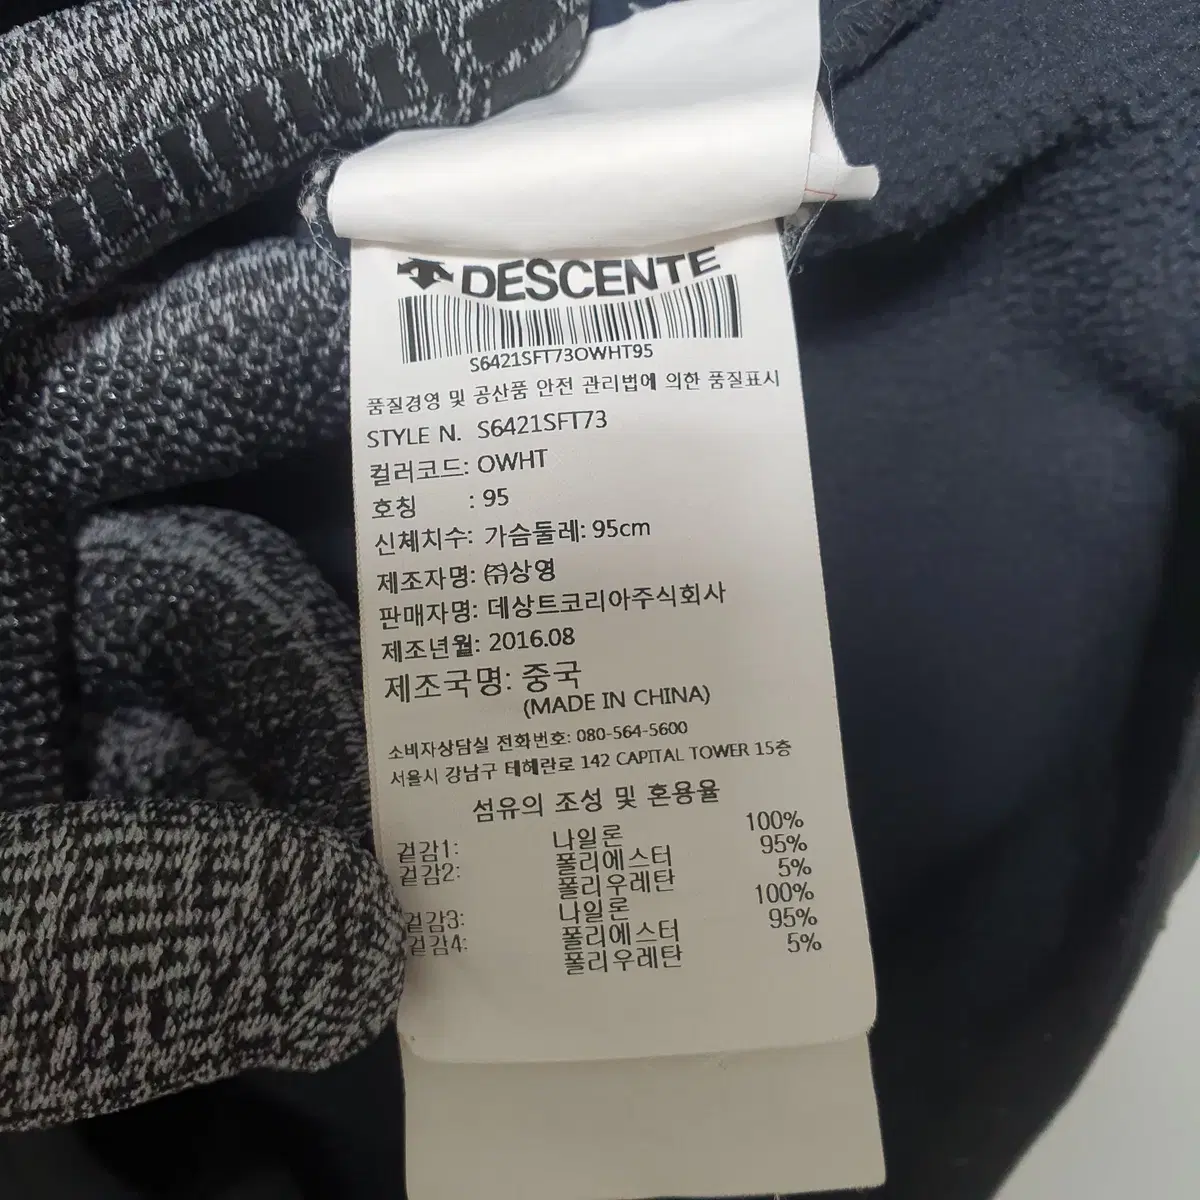 DESCENTE
S6421SFT73OWHT95
품질경영 및 공산품 안전 관리법에 의한 품질표시
STYLE N. S6421SFT73
컬러코드: OWHT
호칭 : 95
신체치수: 가슴둘레: 95cm
제조자명: ㈜상영
판매자명: 데상트코리아주식회사
제조년월: 2016.08
제조국명: 중국
(MADE IN CHINA)
소비자상담실 전화번호: 080-564-5600
서울시 강남구 테헤란로 142 CAPITAL TOWER 15층
섬유의 조성 및 혼용율
겉감1: 나일론 100%
겉감2: 폴리에스터 95%
폴리우레탄 5%
겉감3: 나일론 100%
겉감4: 폴리에스터 95%
폴리우레탄 5%